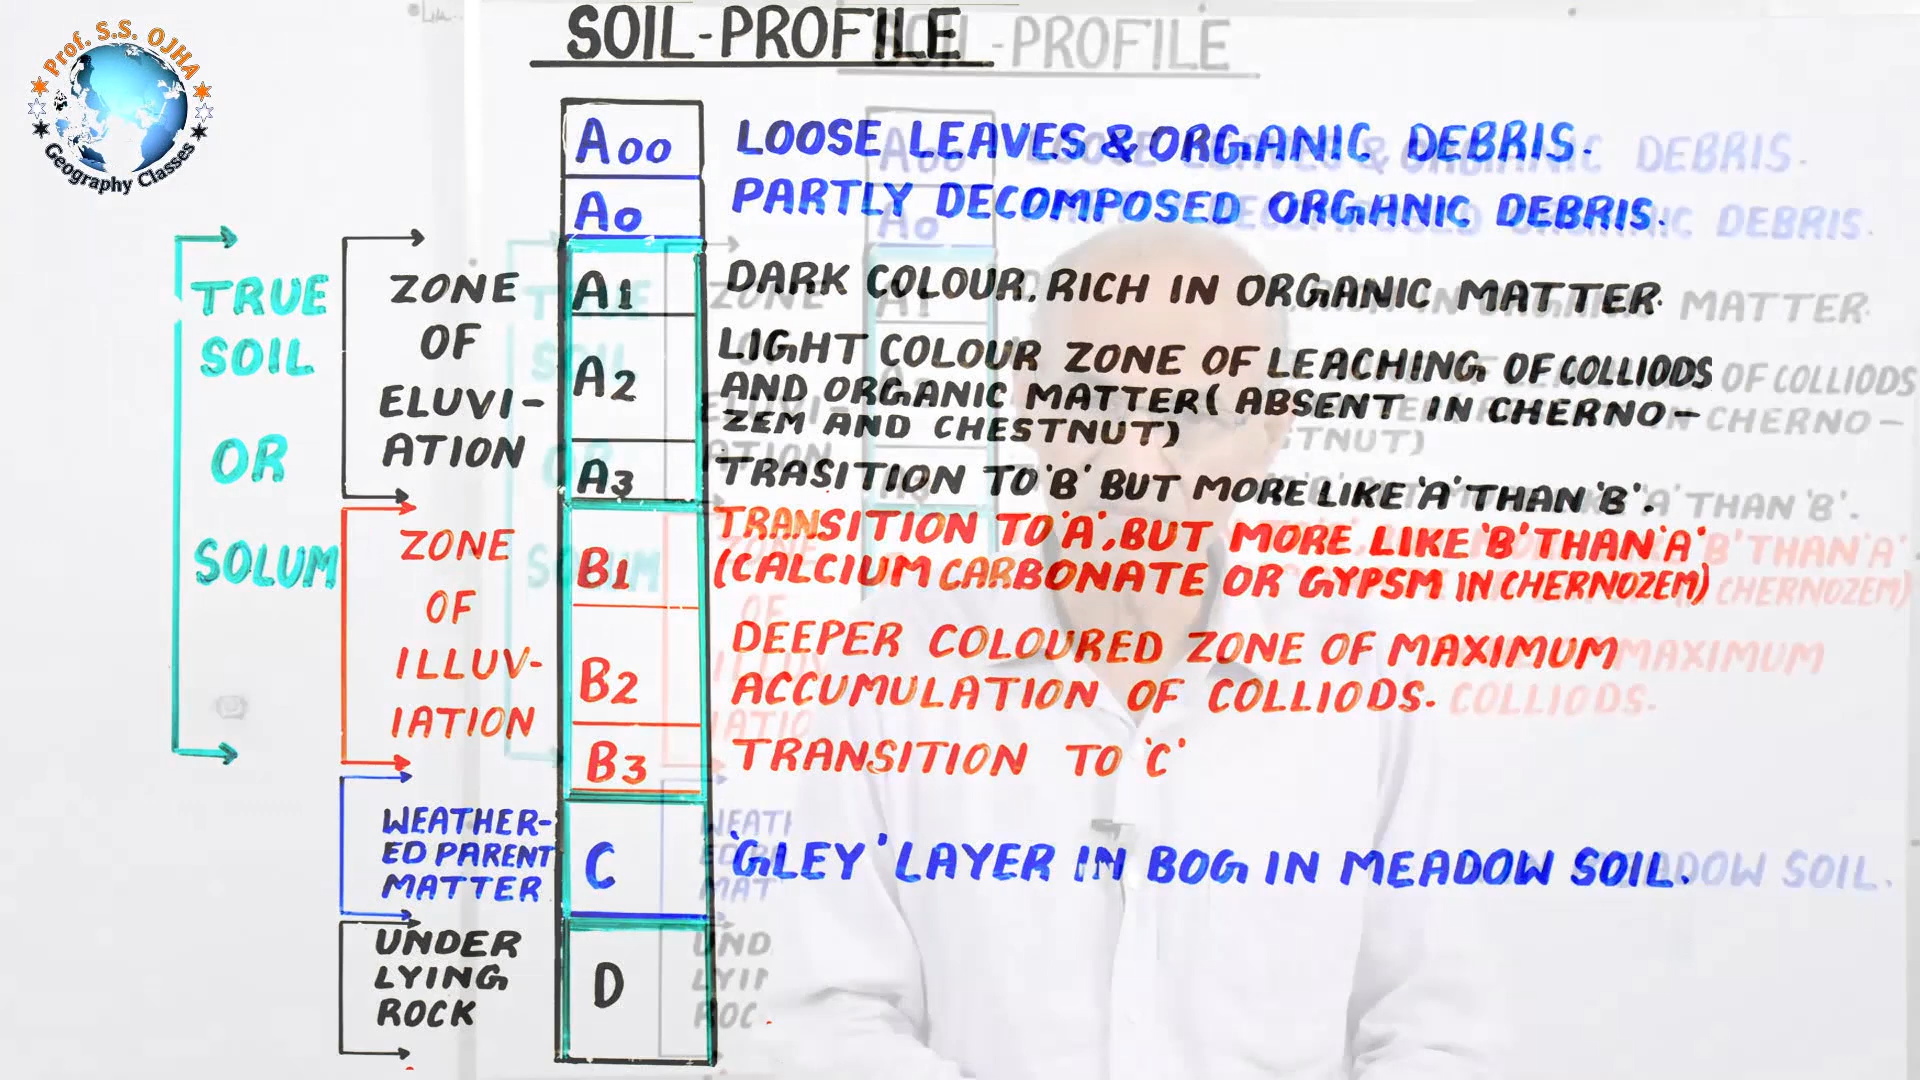 SOIL-PROFILE
Prof. S.S. OJHA
Geography Classes
A00 LOOSE LEAVES & ORGANIC DEBRIS.
A0 PARTLY DECOMPOSED ORGHNIC DEBRIS.
TRUE
SOIL
OR
SOLUM
ZONE
OF
ELUVI-
ATION
A1 DARK COLOUR, RICH IN ORGANIC MATTER.
A2 LIGHT COLOUR ZONE OF LEACHING OF COLLIODS
AND ORGANIC MATTER( ABSENT IN CHERNO-
ZEM AND CHESTNUT)
A3 TRASITION TO 'B' BUT MORE LIKE 'A' THAN 'B'.
ZONE
OF
ILLUV-
IATION
B1 TRANSITION TO 'A', BUT MORE LIKE 'B' THAN 'A'
(CALCIUM CARBONATE OR GYPSM IN CHERNOZEM)
B2 DEEPER COLOURED ZONE OF MAXIMUM
ACCUMULATION OF COLLIODS.
B3 TRANSITION TO 'C'
WEATHER-
ED PARENT
MATTER
C 'GLEY' LAYER IN BOG IN MEADOW SOIL.
UNDER
LYING
ROCK
D